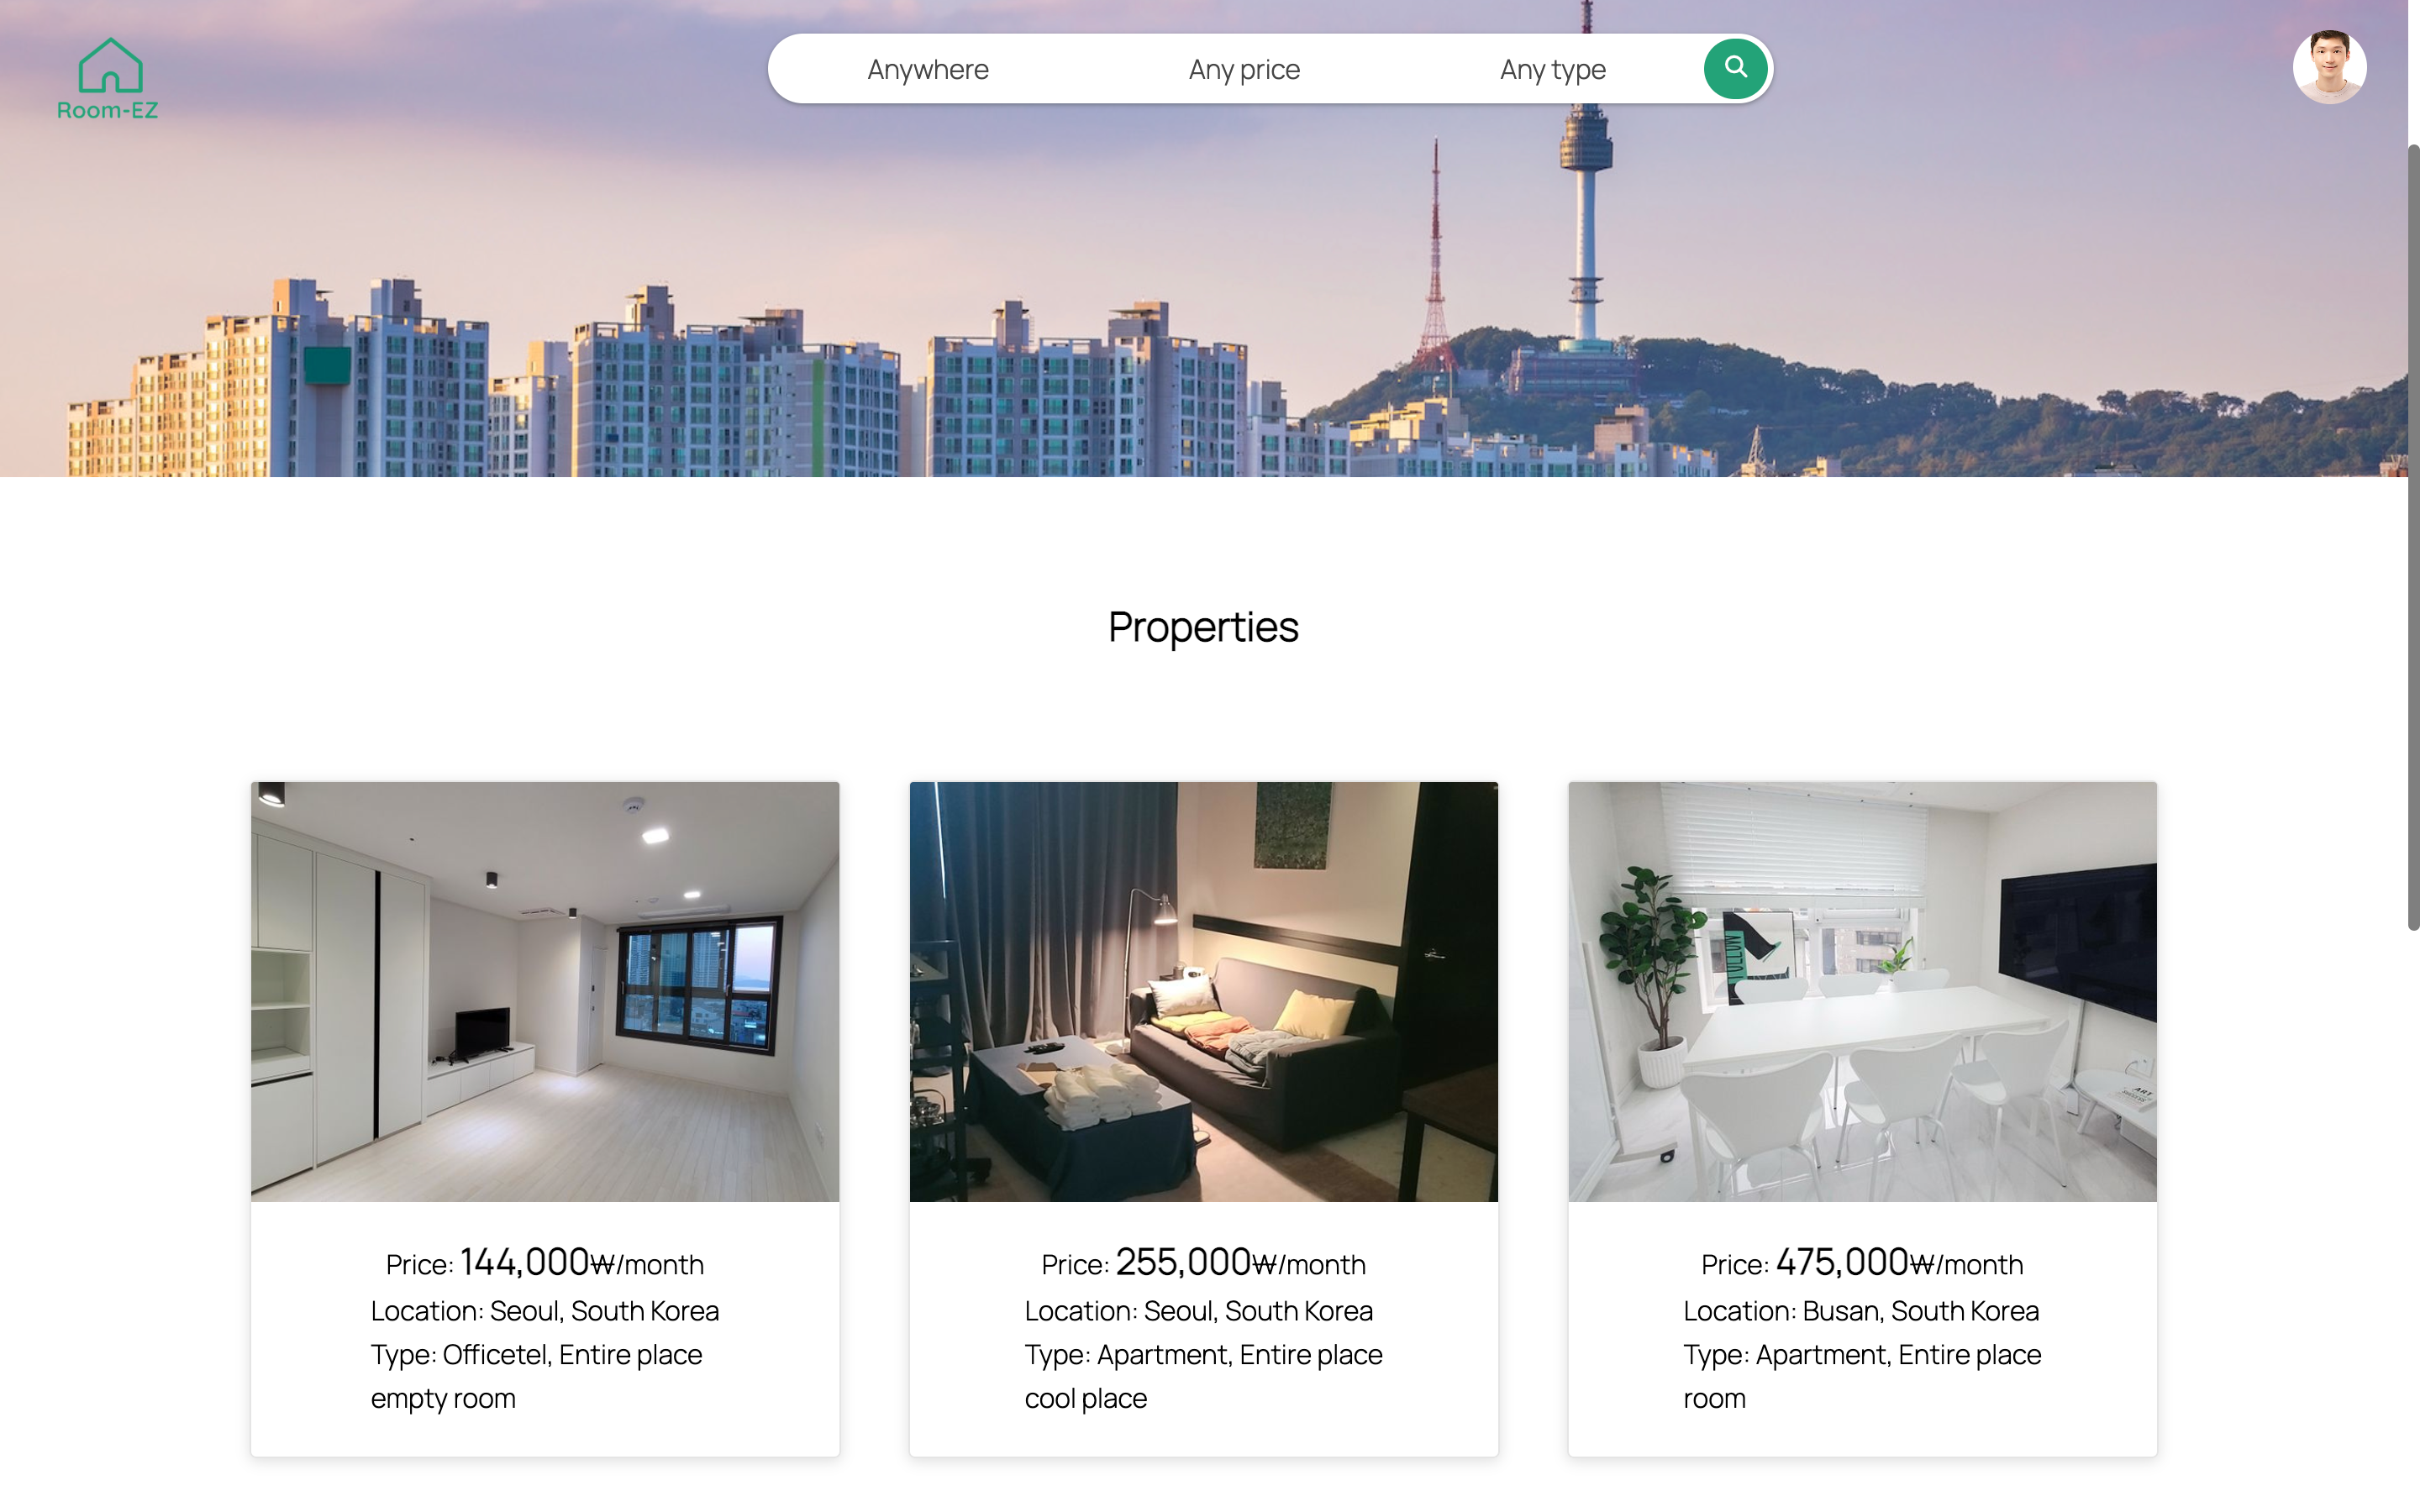 Room-EZ
Anywhere
Any price
Any type
Properties
Price: 144,000₩/month
Location: Seoul, South Korea
Type: Officetel, Entire place
empty room
Price: 255,000₩/month
Location: Seoul, South Korea
Type: Apartment, Entire place
cool place
Price: 475,000₩/month
Location: Busan, South Korea
Type: Apartment, Entire place
room